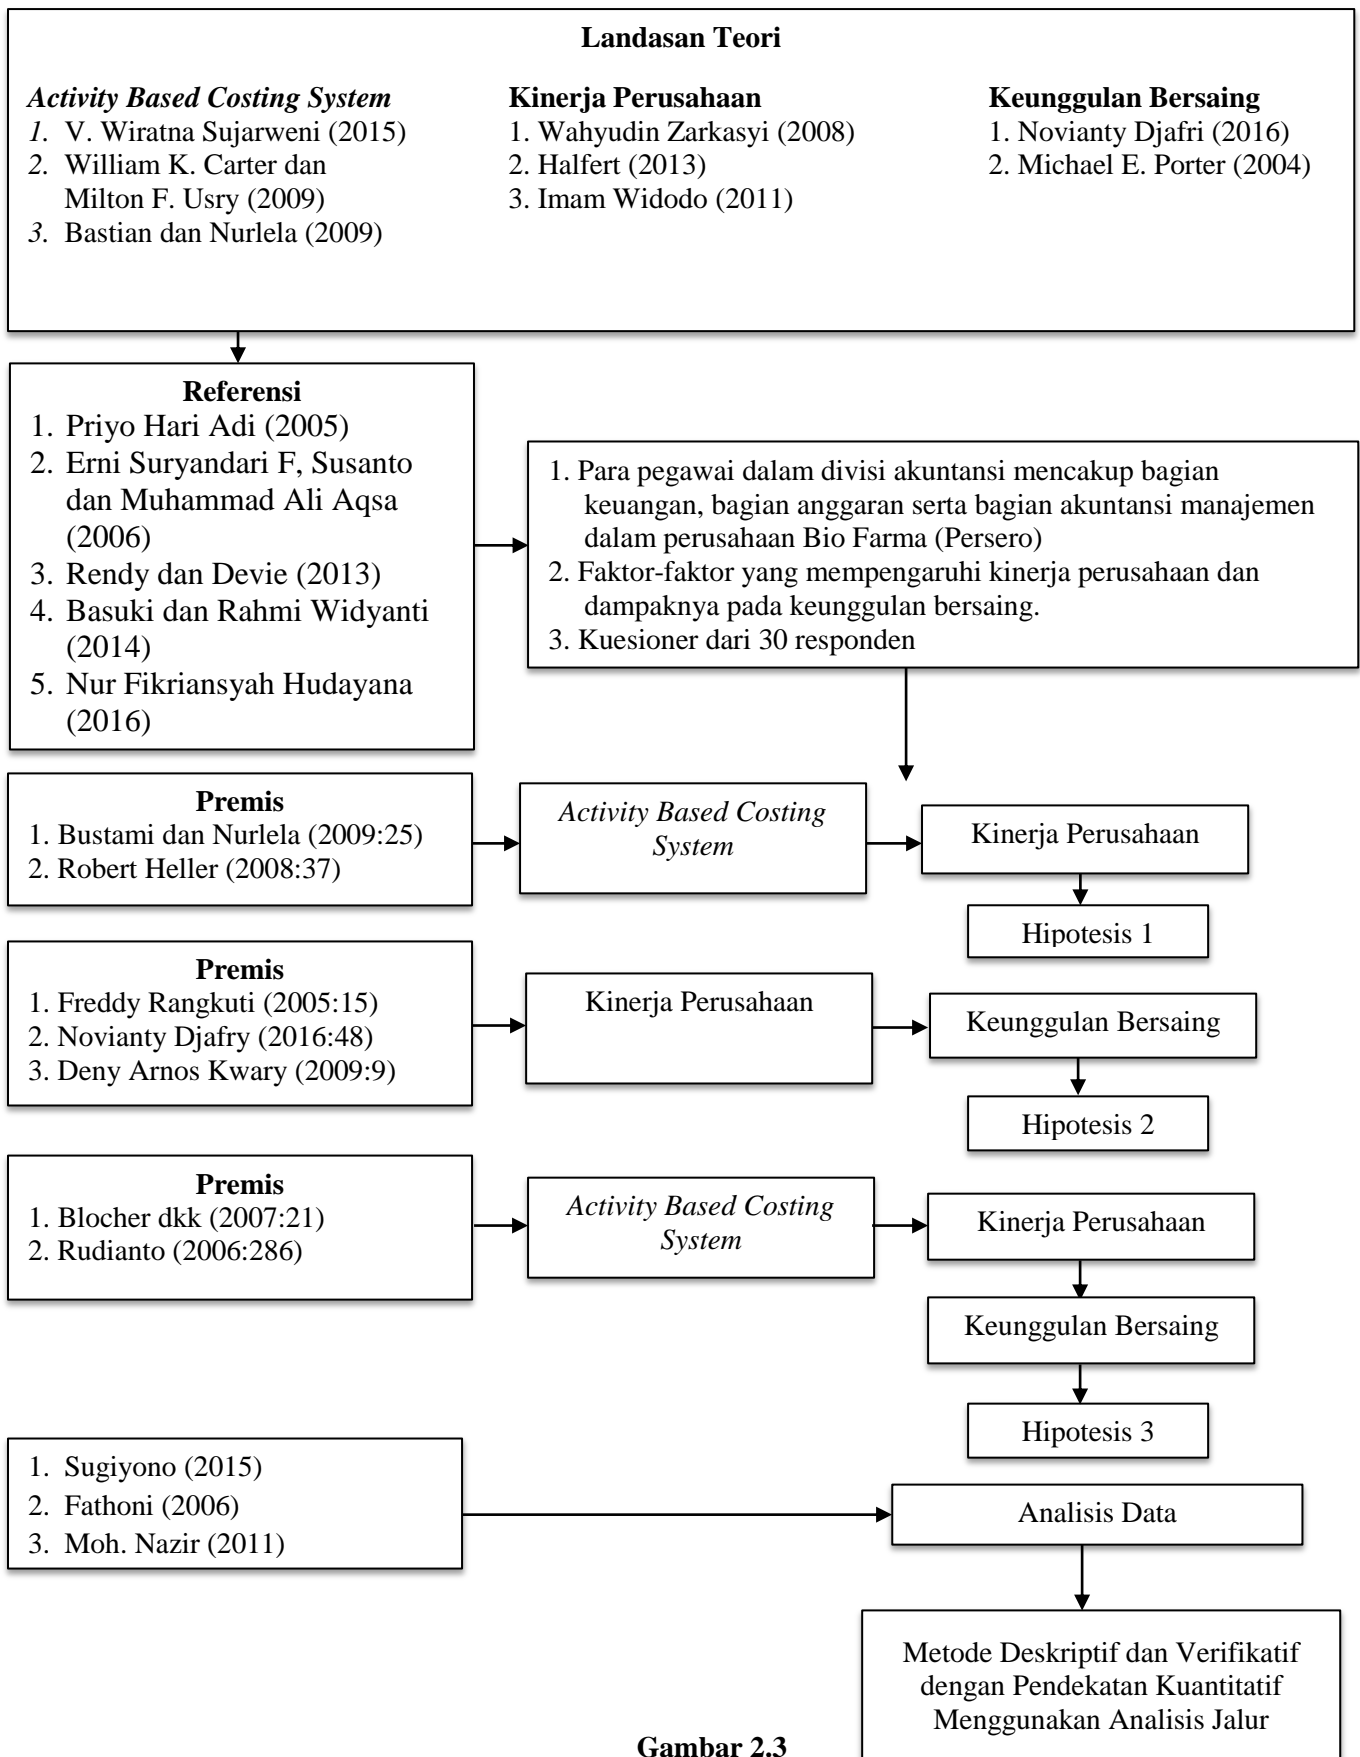 Landasan Teori
Activity Based Costing System
1. V. Wiratna Sujarweni (2015)
2. William K. Carter dan
Milton F. Usry (2009)
3. Bastian dan Nurlela (2009)
Kinerja Perusahaan
1. Wahyudin Zarkasyi (2008)
2. Halfert (2013)
3. Imam Widodo (2011)
Keunggulan Bersaing
1. Novianty Djafri (2016)
2. Michael E. Porter (2004)
Referensi
1. Priyo Hari Adi (2005)
2. Erni Suryandari F, Susanto
dan Muhammad Ali Aqsa
(2006)
3. Rendy dan Devie (2013)
4. Basuki dan Rahmi Widyanti
(2014)
5. Nur Fikriansyah Hudayana
(2016)
1. Para pegawai dalam divisi akuntansi mencakup bagian
keuangan, bagian anggaran serta bagian akuntansi manajemen
dalam perusahaan Bio Farma (Persero)
2. Faktor-faktor yang mempengaruhi kinerja perusahaan dan
dampaknya pada keunggulan bersaing.
3. Kuesioner dari 30 responden
Premis
1. Bustami dan Nurlela (2009:25)
2. Robert Heller (2008:37)
Activity Based Costing
System
Kinerja Perusahaan
Hipotesis 1
Premis
1. Freddy Rangkuti (2005:15)
2. Novianty Djafry (2016:48)
3. Deny Arnos Kwary (2009:9)
Kinerja Perusahaan
Keunggulan Bersaing
Hipotesis 2
Premis
1. Blocher dkk (2007:21)
2. Rudianto (2006:286)
Activity Based Costing
System
Kinerja Perusahaan
Keunggulan Bersaing
Hipotesis 3
1. Sugiyono (2015)
2. Fathoni (2006)
3. Moh. Nazir (2011)
Analisis Data
Metode Deskriptif dan Verifikatif
dengan Pendekatan Kuantitatif
Menggunakan Analisis Jalur
Gambar 2.3